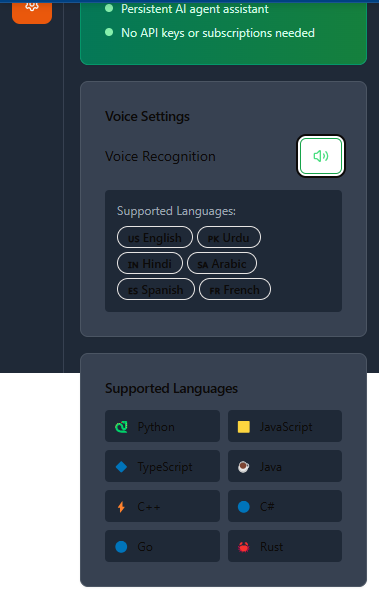 Persistent AI agent assistant
No API keys or subscriptions needed
Voice Settings
Voice Recognition
Supported Languages:
US English PK Urdu
IN Hindi SA Arabic
ES Spanish FR French
Supported Languages
Python JavaScript
TypeScript Java
C++ C#
Go Rust